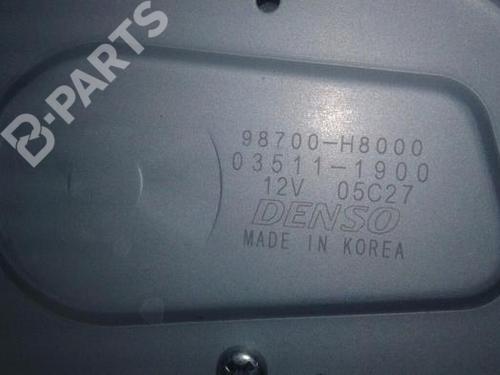 B-PARTS
98700-H8000
03511-1900
12V 05C27
DENSO
MADE IN KOREA